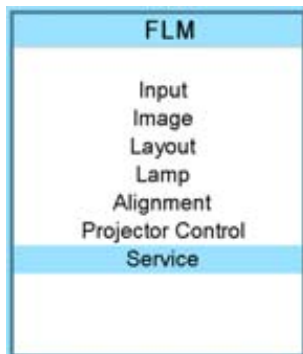 FLM
Input
Image
Layout
Lamp
Alignment
Projector Control
Service